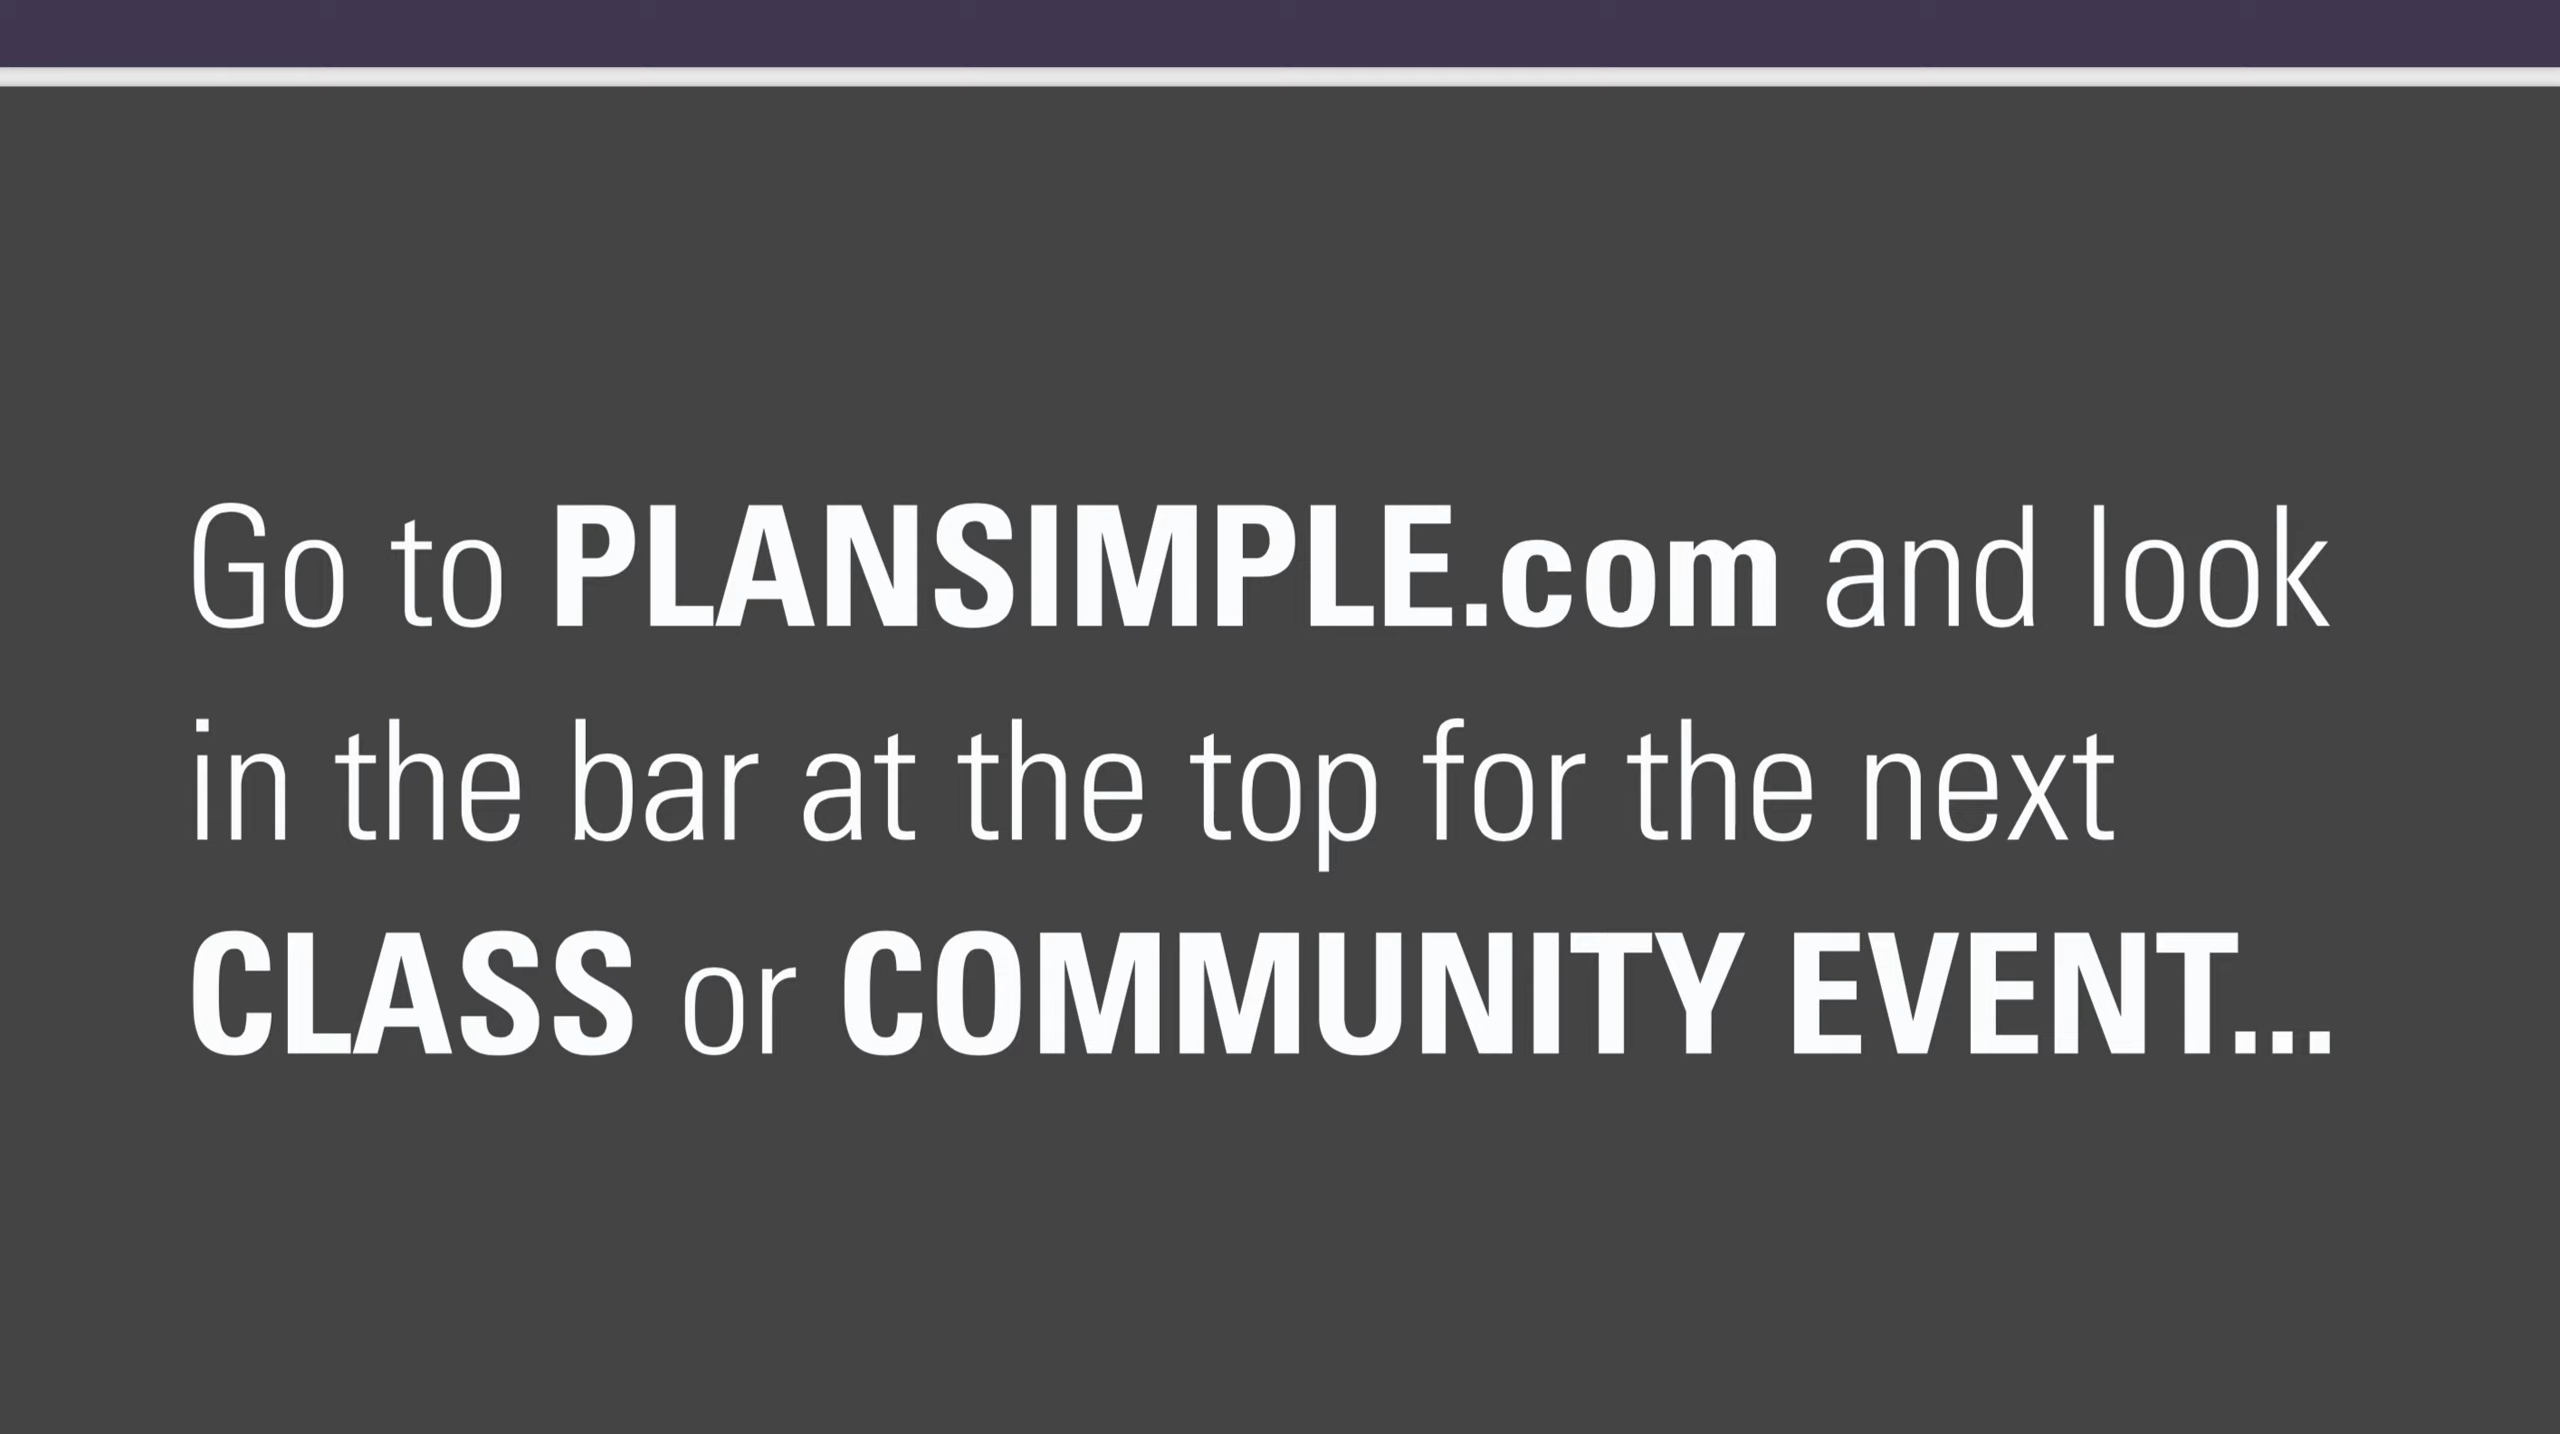 Go to PLANSIMPLE.com and look
in the bar at the top for the next
CLASS or COMMUNITY EVENT...